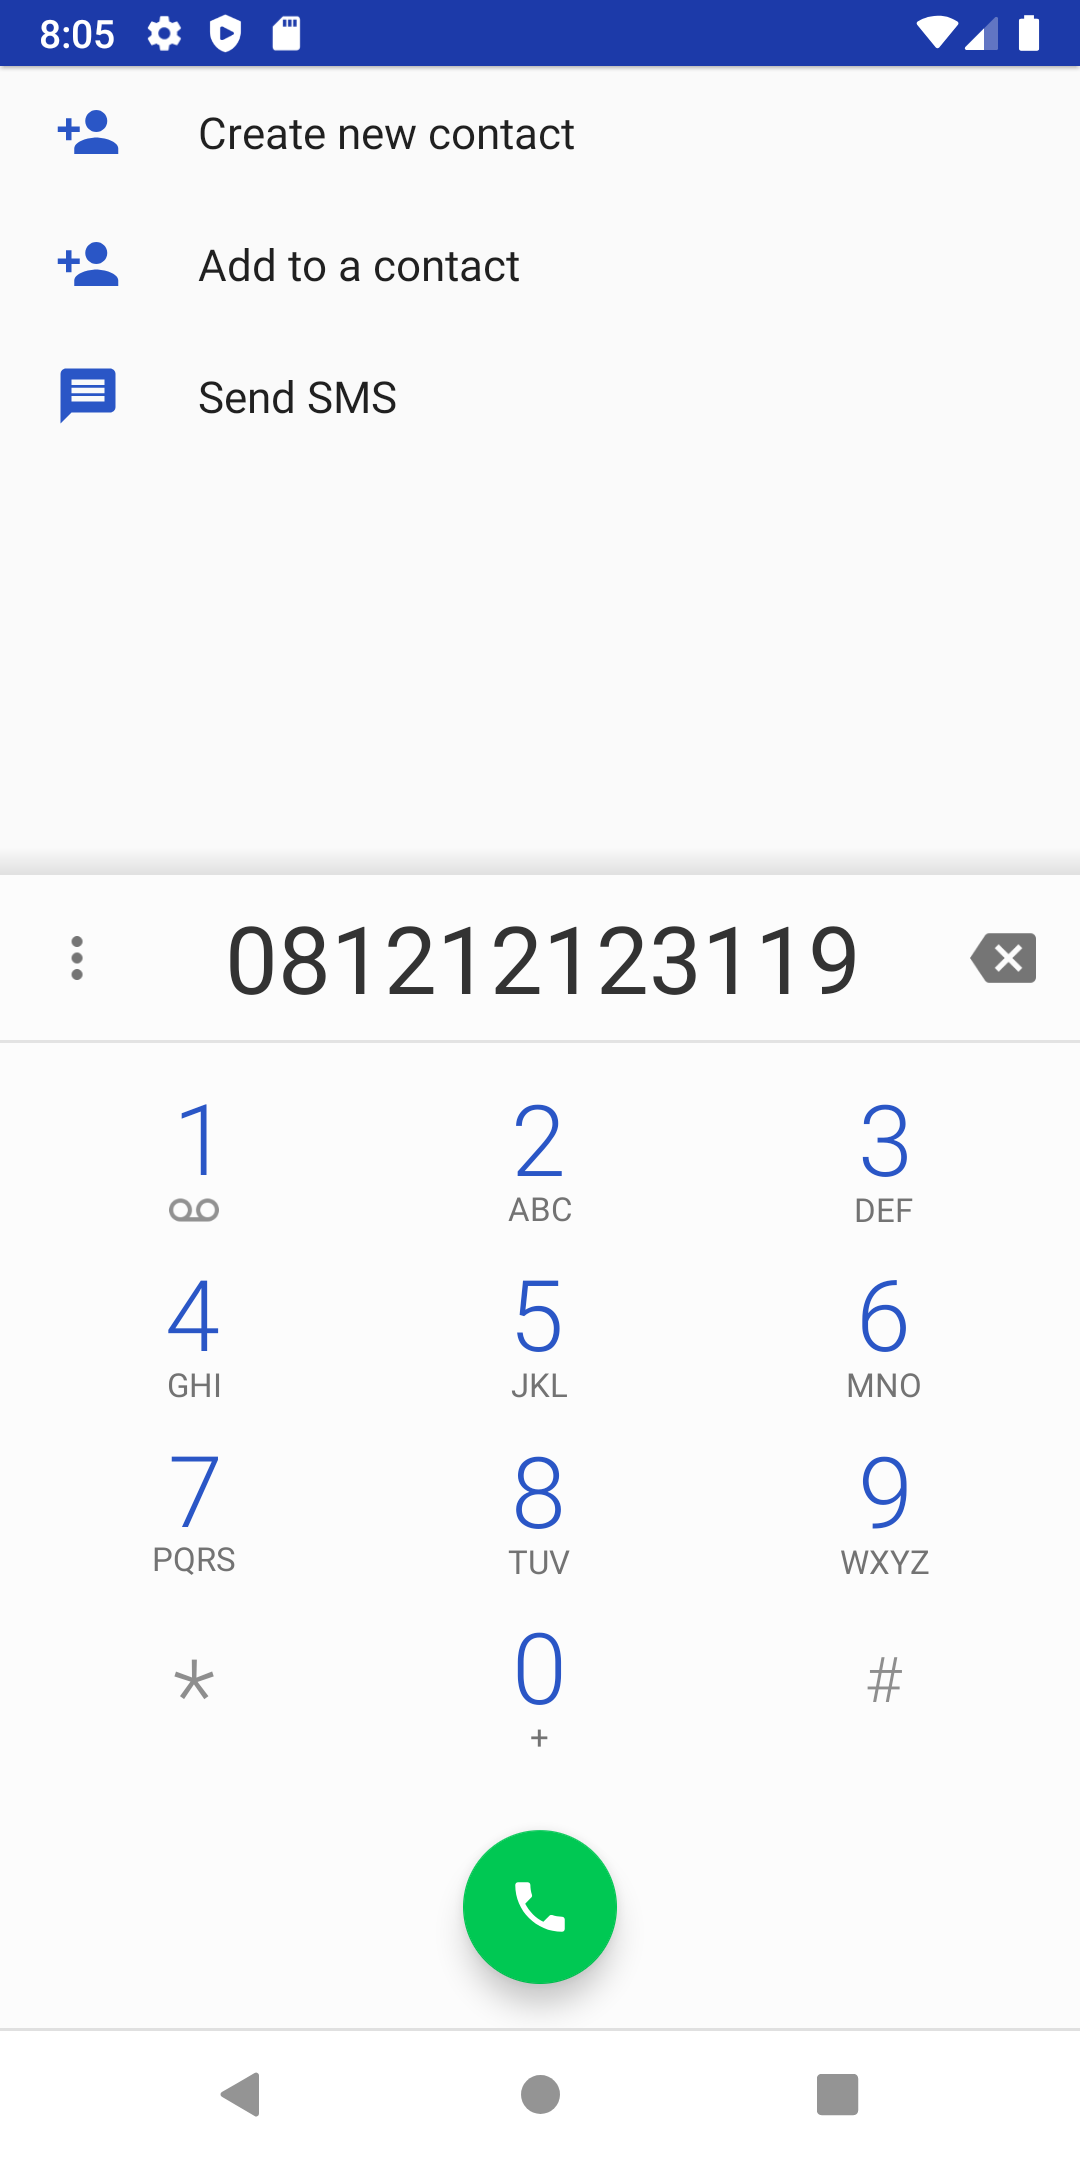 8:05
Create new contact
Add to a contact
Send SMS
081212123119
1 2 3
ABC DEF
4 5 6
GHI JKL MNO
7 8 9
PQRS TUV WXYZ
* 0 #
+